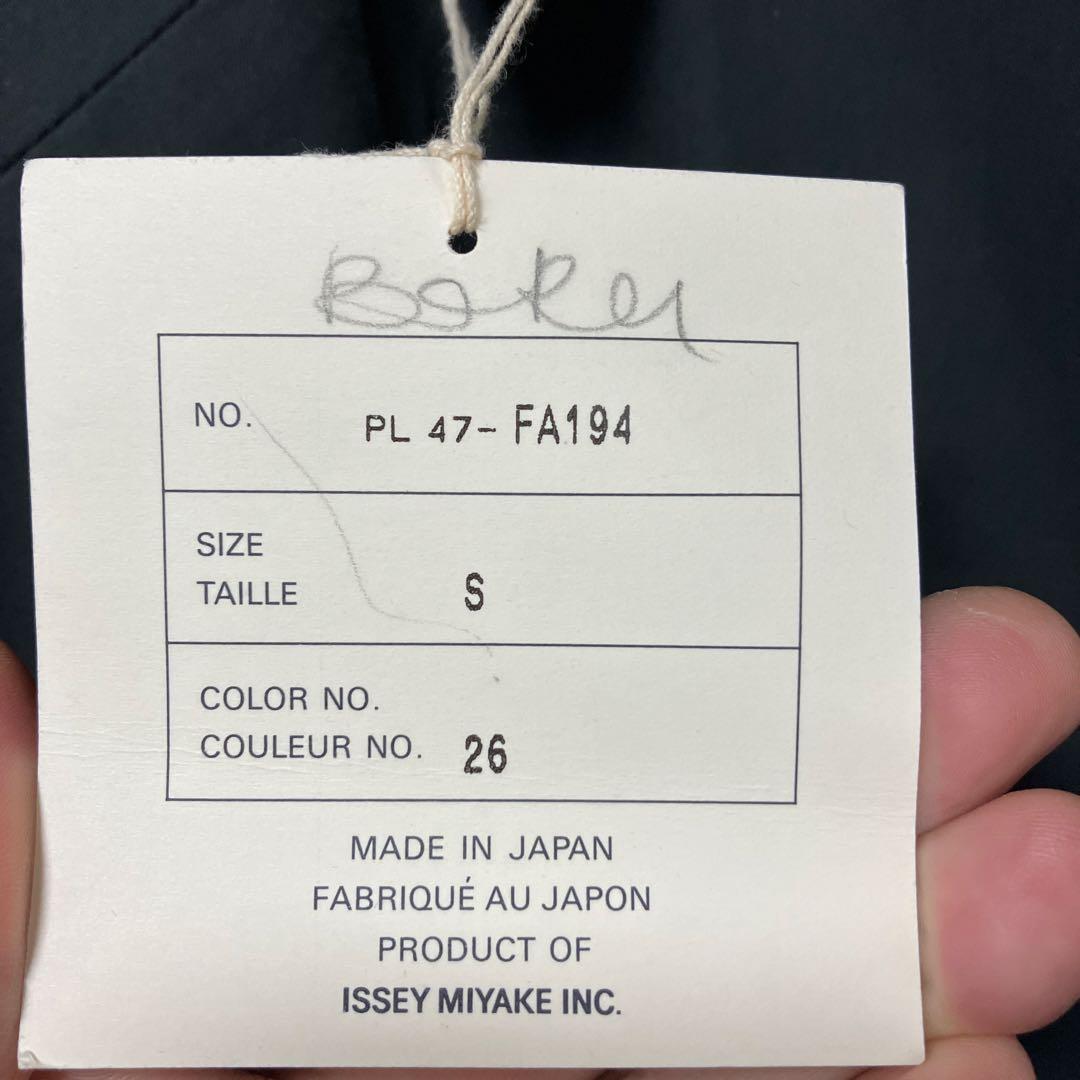 NO. PL 47-FA194
SIZE
TAILLE S
COLOR NO.
COULEUR NO. 26
MADE IN JAPAN
FABRIQUÉ AU JAPON
PRODUCT OF
ISSEY MIYAKE INC.